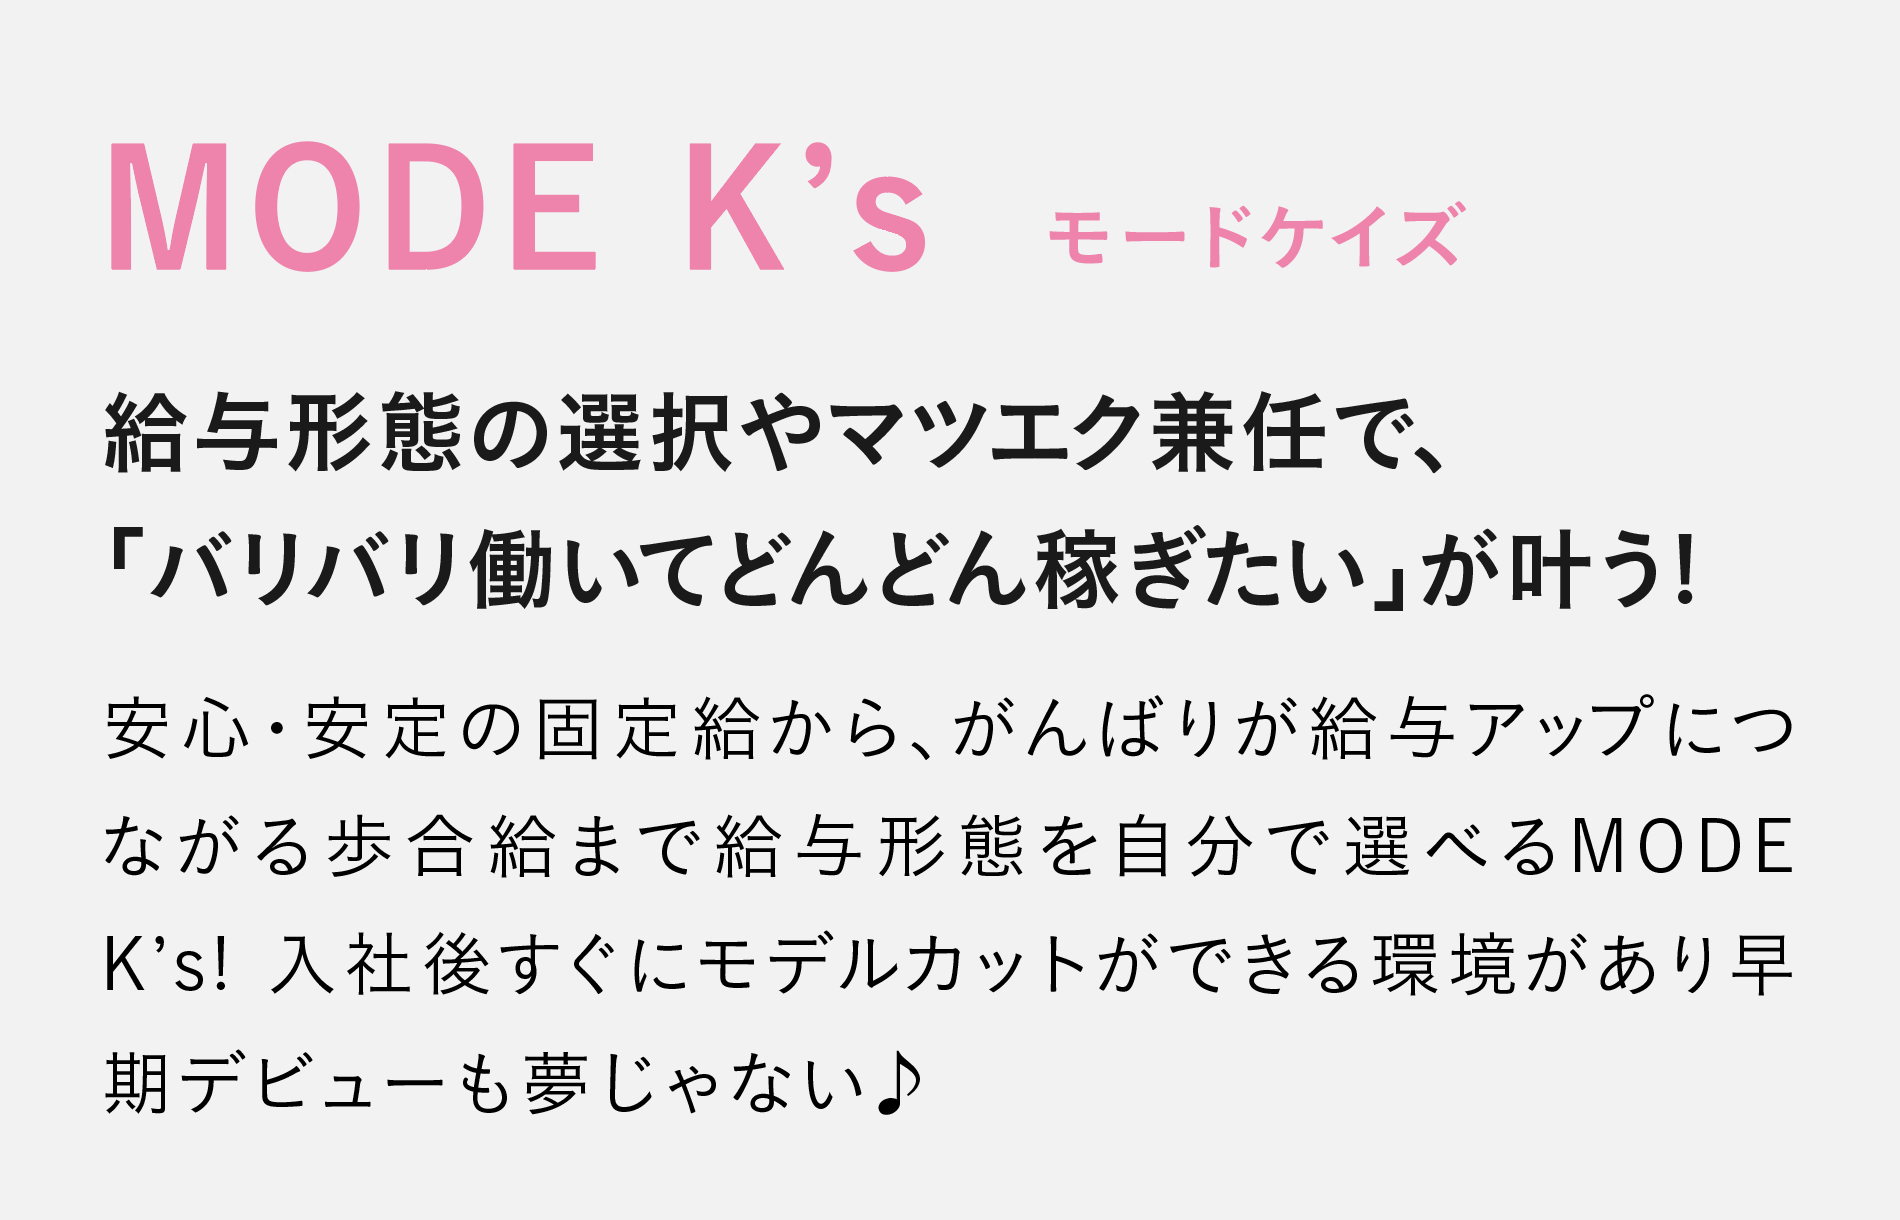 MODE K’s モードケイズ
給与形態の選択やマツエク兼任で、
「バリバリ働いてどんどん稼ぎたい」が叶う!
安心・安定の固定給から、がんばりが給与アップにつ
ながる歩合給まで給与形態を自分で選べるMODE
K’s! 入社後すぐにモデルカットができる環境があり早
期デビューも夢じゃない♪